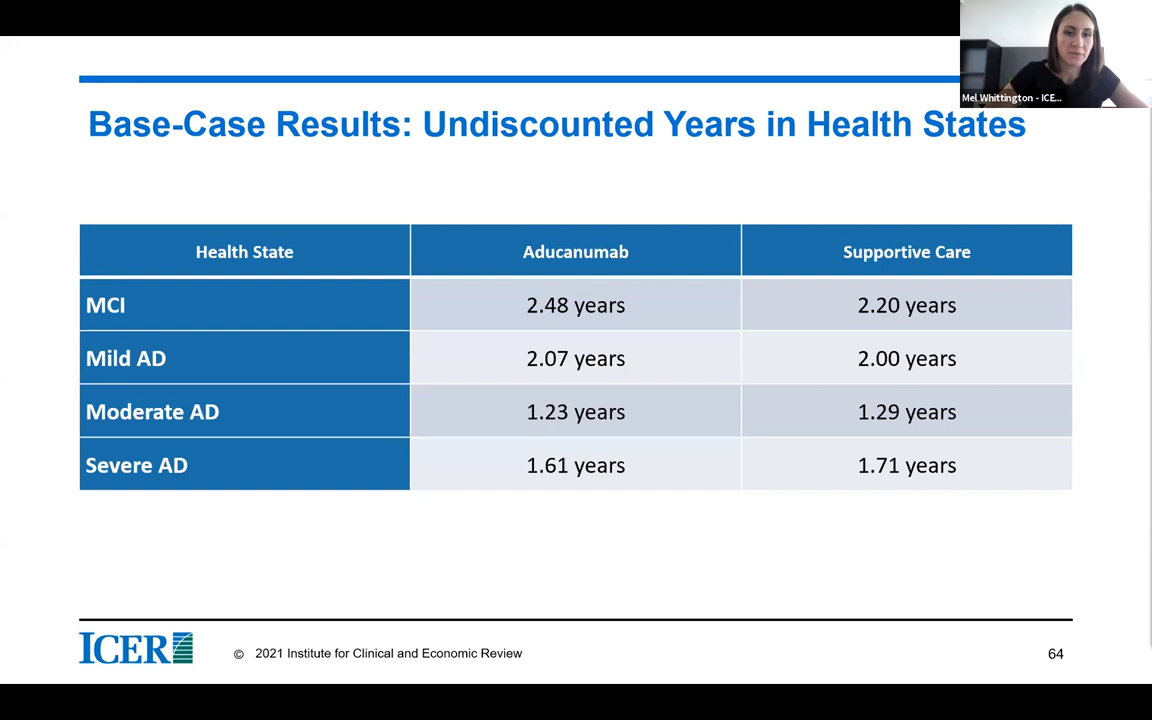 Mel Whittington - ICE...
Base-Case Results: Undiscounted Years in Health States
Health State Aducanumab Supportive Care
MCI 2.48 years 2.20 years
Mild AD 2.07 years 2.00 years
Moderate AD 1.23 years 1.29 years
Severe AD 1.61 years 1.71 years
ICER © 2021 Institute for Clinical and Economic Review 64